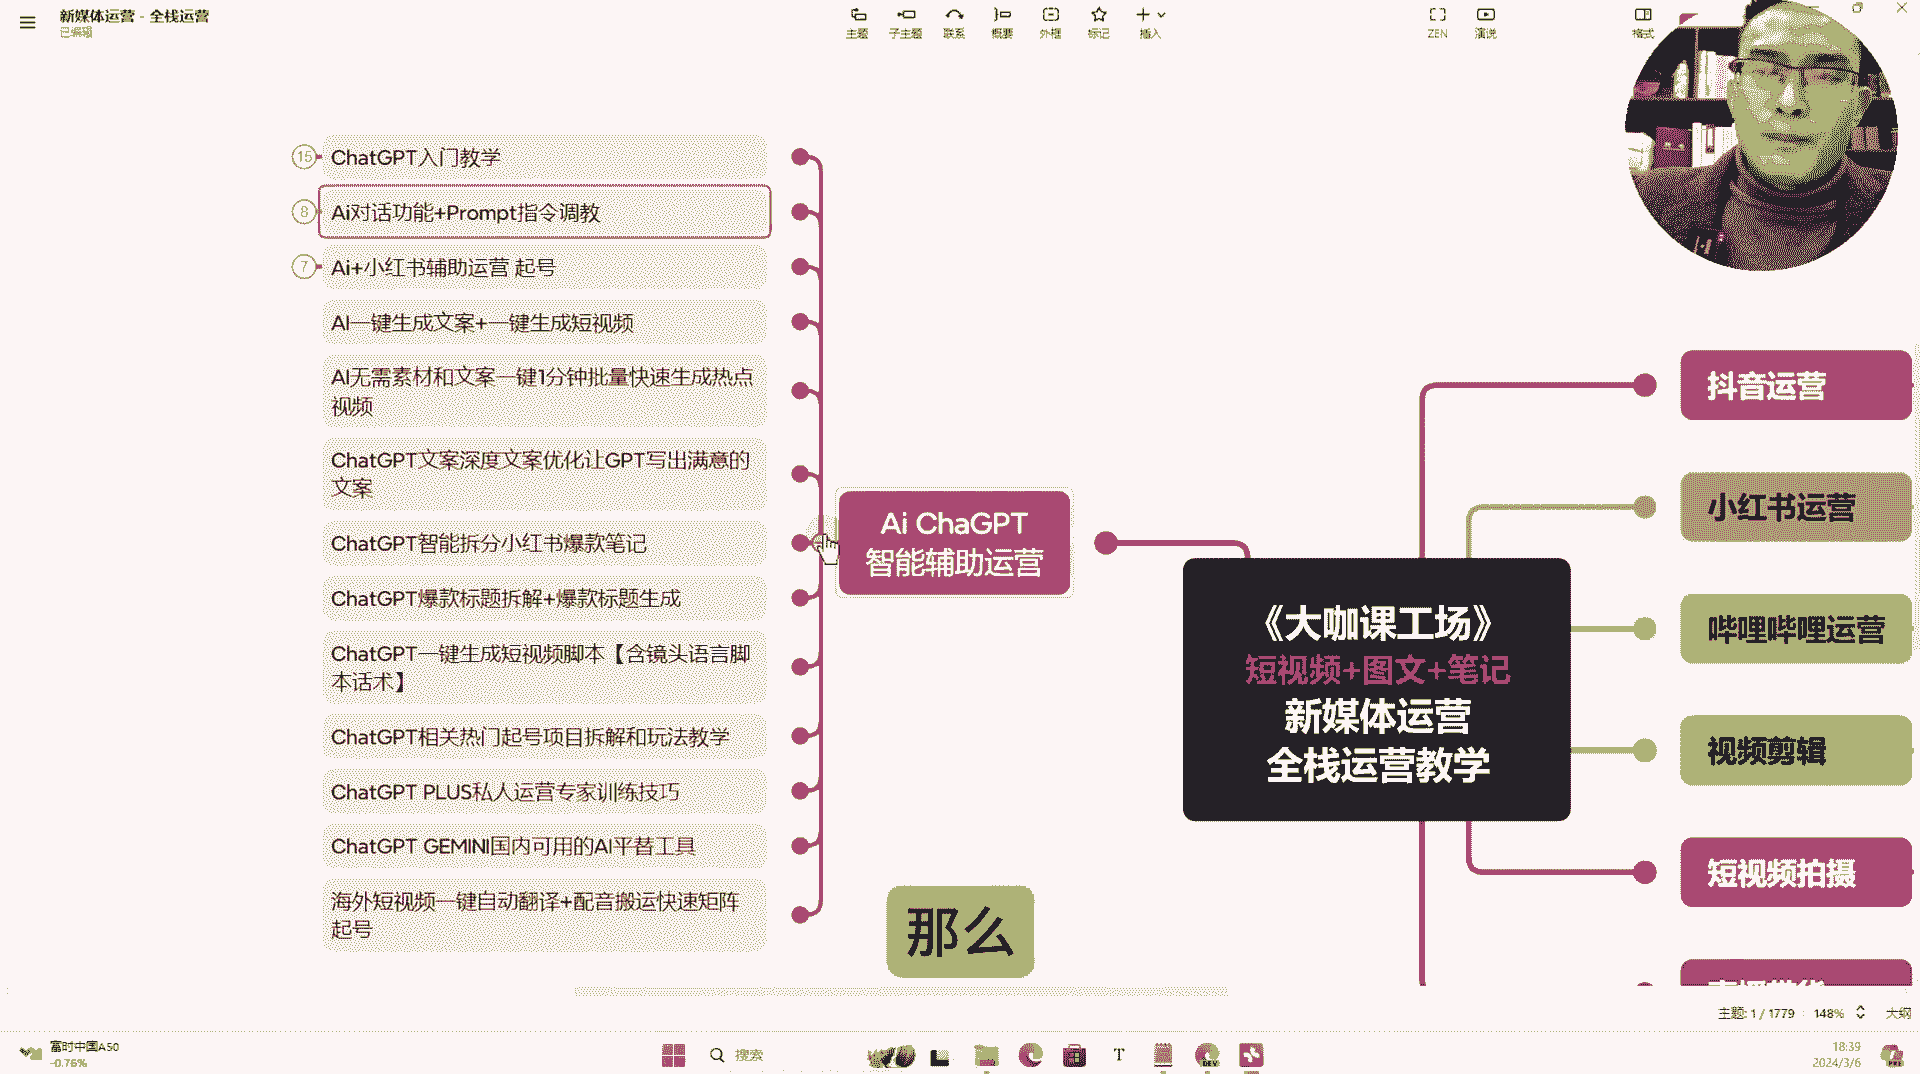 新媒体运营 - 全栈运营
已编辑
主题
子主题
联系
概要
外框
标记
插入
ZEN
演说
格式
15
ChatGPT入门教学
8
Ai对话功能+Prompt指令调教
7
Ai+小红书辅助运营 起号
AI一键生成文案+一键生成短视频
AI无需素材和文案一键1分钟批量快速生成热点
视频
ChatGPT文案深度文案优化让GPT写出满意的
文案
ChatGPT智能拆分小红书爆款笔记
ChatGPT爆款标题拆解+爆款标题生成
ChatGPT一键生成短视频脚本【含镜头语言脚
本话术】
ChatGPT相关热门起号项目拆解和玩法教学
ChatGPT PLUS私人运营专家训练技巧
ChatGPT GEMINI国内可用的AI平替工具
海外短视频一键自动翻译+配音搬运快速矩阵
起号
Ai ChaGPT
智能辅助运营
《大咖课工场》
短视频+图文+笔记
新媒体运营
全栈运营教学
抖音运营
小红书运营
哔哩哔哩运营
视频剪辑
短视频拍摄
那么
主题: 1 / 1779
148%
大纲
富时中国A50
-0.76%
搜索
T
DEV
18:39
2024/3/6
PRE